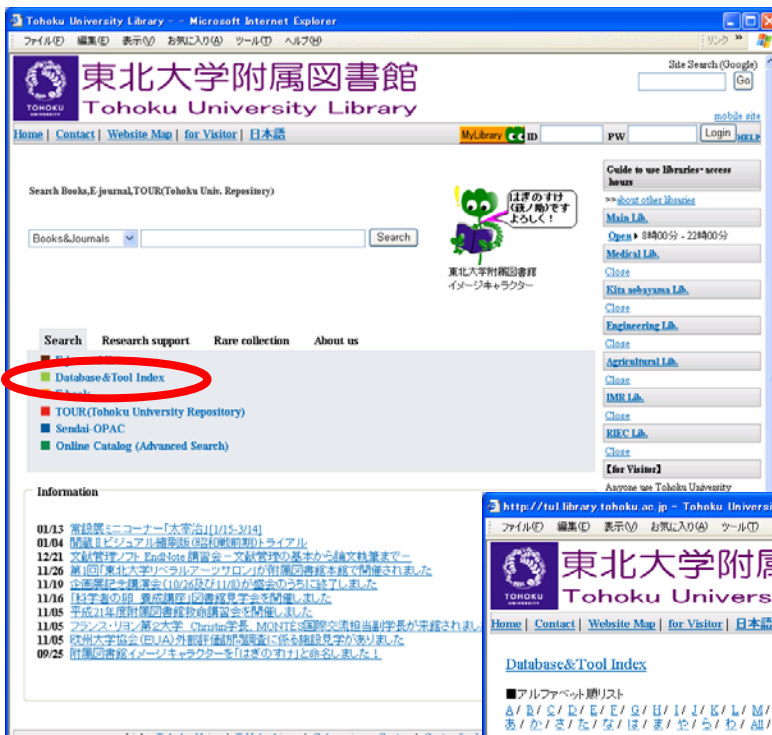 Tohoku University Library - - Microsoft Internet Explorer
ファイル(F) 編集(E) 表示(V) お気に入り(A) ツール(T) ヘルプ(H) リンク »
Site Search (Google)
Go
東北大学附属図書館
Tohoku University Library
TOHOKU
mobile site
Home | Contact | Website Map | for Visitor | 日本語 MyLibrary ID PW Login HELP
Search Books,E-journal,TOUR(Tohoku Univ. Repository)
Books&Journals Search
はぎのすけ
(萩ノ助)です
よろしく!
東北大学附属図書館
イメージキャラクター
Guide to use libraries- access
hours
>>about other libraries
Main Lib.
Open 8時00分 - 22時00分
Medical Lib.
Close
Kita aobayama Lib.
Close
Engineering Lib.
Close
Agricultural Lib.
Close
IMR Lib.
Close
RIEC Lib.
Close
【for Visitor】
Anyone use Tohoku University
Search Research support Rare collection About us
Database&Tool Index
TOUR(Tohoku University Repository)
Sendai-OPAC
Online Catalog (Advanced Search)
Information
01/13 常設展ミニコーナー「太宰治」[1/15-3/14]
01/04 聞蔵Ⅱビジュアル縮刷版(昭和戦前期)トライアル
12/21 文献管理ソフト EndNote 講習会-文献管理の基本から論文執筆まで-
11/26 第1回「東北大学リベラルアーツサロン」が附属図書館本館で開催されました
11/19 企画展記念講演会(10/26及び11/8)が盛会のうちに終了しました
11/16 「科学者の卵 養成講座」図書館見学会を開催しました
11/05 平成21年度附属図書館救命講習会を開催しました
11/05 フランス・リヨン第2大学 Christin学長、MONTES国際交流担当副学長が来館されまし
11/05 欧州大学協会(EUA)外部評価訪問調査に係る施設見学がありました
09/25 附属図書館イメージキャラクターを「はぎのすけ」と命名しました!
http://tul.library.tohoku.ac.jp - Tohoku Universi
ファイル(F) 編集(E) 表示(V) お気に入り(A) ツール(T)
東北大学附属
Tohoku Univers
TOHOKU
Home | Contact | Website Map | for Visitor | 日本語
Database&Tool Index
■アルファベット順リスト
A / B / C / D / E / F / G / H / I / J / K / L / M /
あ / か / さ / た / な / は / ま / や / ら / わ / All /